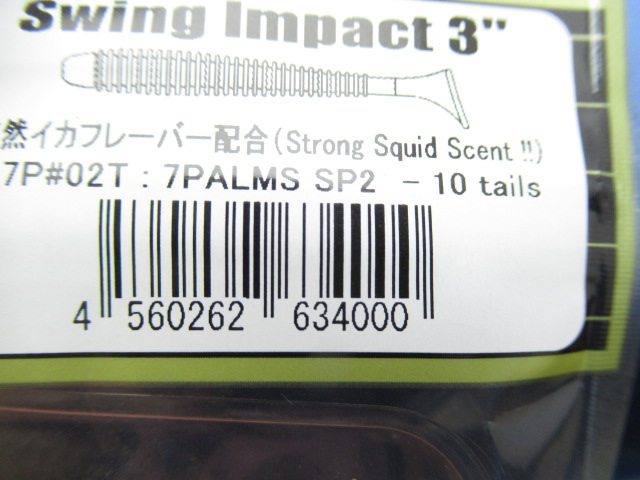 Swing Impact 3"
然イカフレーバー配合(Strong Squid Scent !!)
7P#02T : 7PALMS SP2 - 10 tails
4 560262 634000